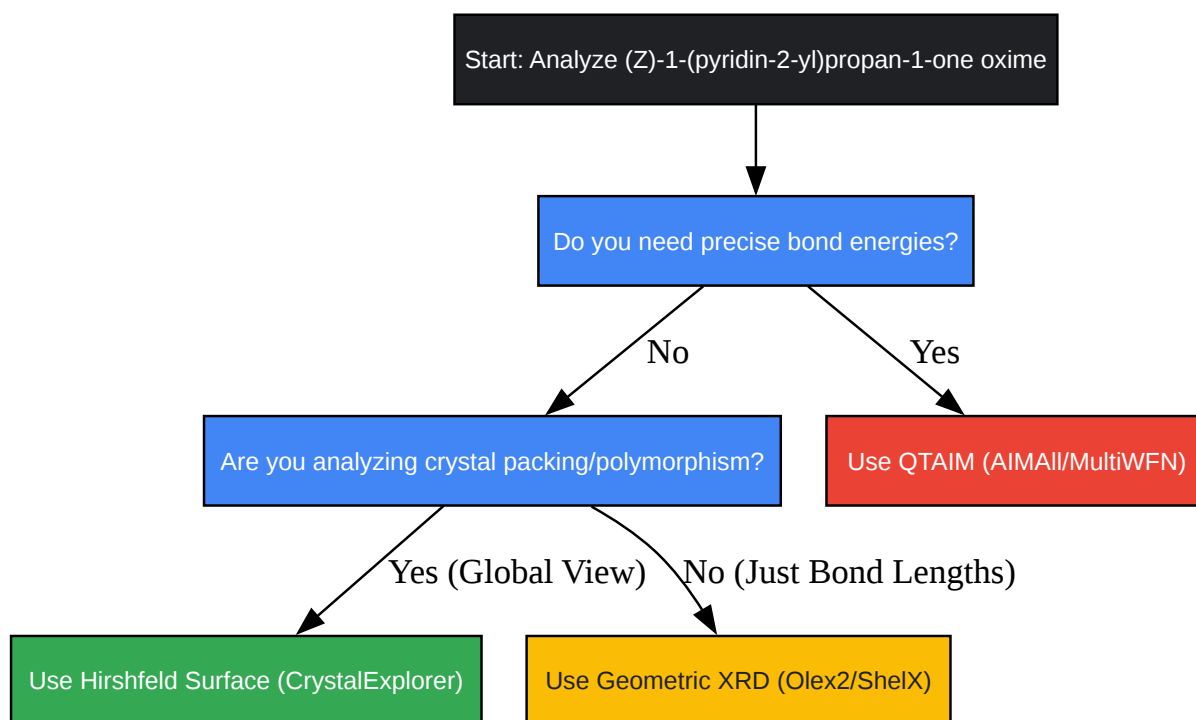 Start: Analyze (Z)-1-(pyridin-2-yl)propan-1-one oxime
Do you need precise bond energies?
No
Yes
Are you analyzing crystal packing/polymorphism?
Use QTAIM (AIMAll/MultiWFN)
Yes (Global View)
No (Just Bond Lengths)
Use Hirshfeld Surface (CrystalExplorer)
Use Geometric XRD (Olex2/ShelX)